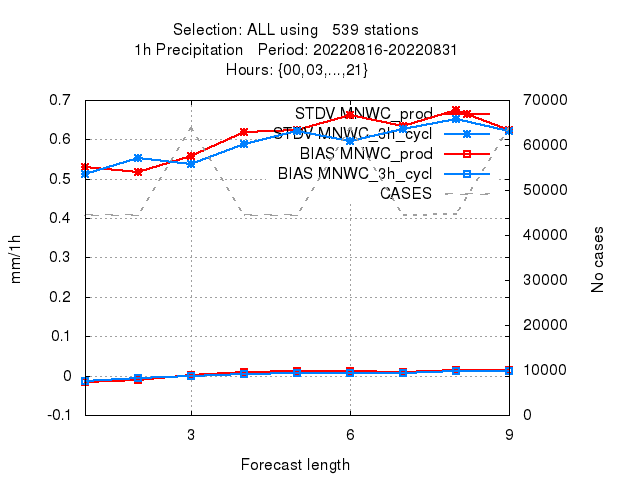 Selection: ALL using   539 stations
1h Precipitation   Period: 20220816-20220831
Hours: {00,03,...,21}
STDV MNWC_prod
STDV MNWC_3h_cycl
BIAS MNWC_prod
BIAS MNWC_3h_cycl
CASES
0.7
0.6
0.5
0.4
0.3
0.2
0.1
0
-0.1
mm/1h
70000
60000
50000
40000
30000
20000
10000
0
No cases
3
6
9
Forecast length